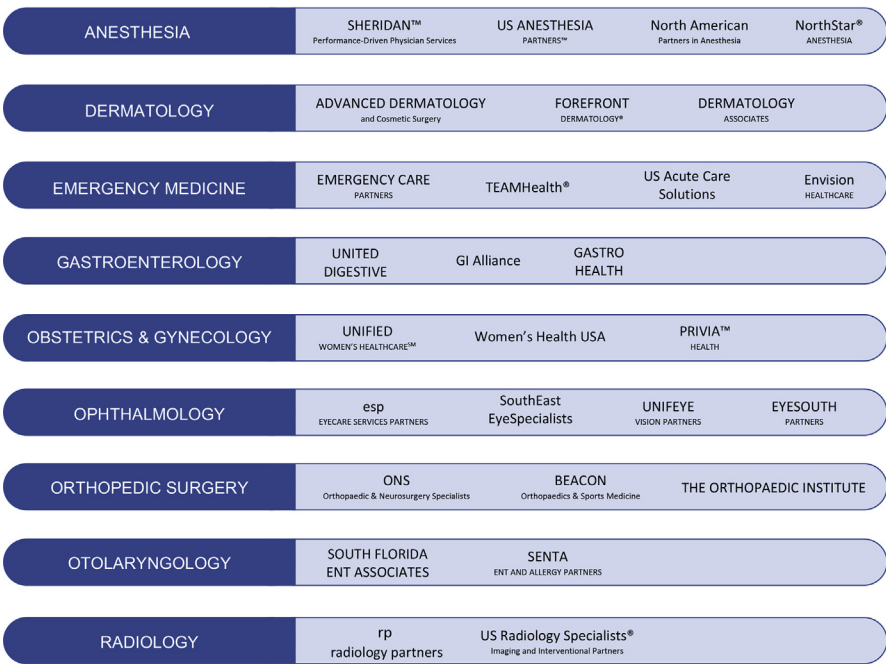 ANESTHESIA
SHERIDAN™ US ANESTHESIA North American NorthStar®
Performance-Driven Physician Services PARTNERS™ Partners in Anesthesia ANESTHESIA
DERMATOLOGY
ADVANCED DERMATOLOGY FOREFRONT DERMATOLOGY
and Cosmetic Surgery DERMATOLOGY® ASSOCIATES
EMERGENCY MEDICINE
EMERGENCY CARE
PARTNERS
TEAMHealth®
US Acute Care
Solutions
Envision
HEALTHCARE
GASTROENTEROLOGY
UNITED
DIGESTIVE
GI Alliance
GASTRO
HEALTH
OBSTETRICS & GYNECOLOGY
UNIFIED
WOMEN'S HEALTHCARE℠
Women's Health USA
PRIVIA™
HEALTH
OPHTHALMOLOGY
esp
EYECARE SERVICES PARTNERS
SouthEast
EyeSpecialists
UNIFEYE
VISION PARTNERS
EYESOUTH
PARTNERS
ORTHOPEDIC SURGERY
ONS
Orthopaedic & Neurosurgery Specialists
BEACON
Orthopaedics & Sports Medicine
THE ORTHOPAEDIC INSTITUTE
OTOLARYNGOLOGY
SOUTH FLORIDA
ENT ASSOCIATES
SENTA
ENT AND ALLERGY PARTNERS
RADIOLOGY
rp
radiology partners
US Radiology Specialists®
Imaging and Interventional Partners